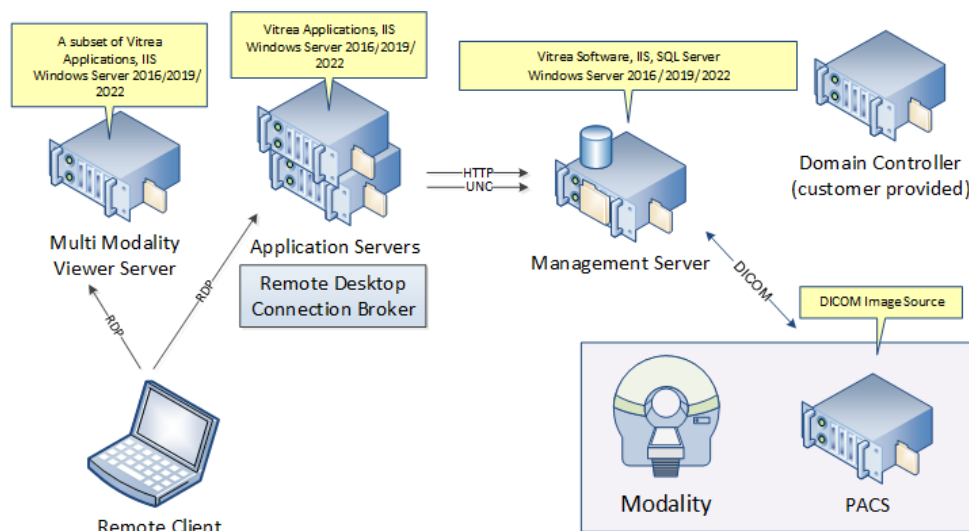 A subset of Vitrea
Applications, IIS
Windows Server 2016/2019/
2022
Vitrea Applications, IIS
Windows Server 2016/2019/
2022
Vitrea Software, IIS, SQL Server
Windows Server 2016/2019/2022
Domain Controller
(customer provided)
HTTP
UNC
Multi Modality
Viewer Server
Application Servers
Management Server
Remote Desktop
Connection Broker
RDP
RDP
DICOM
DICOM Image Source
Modality
PACS
Remote Client